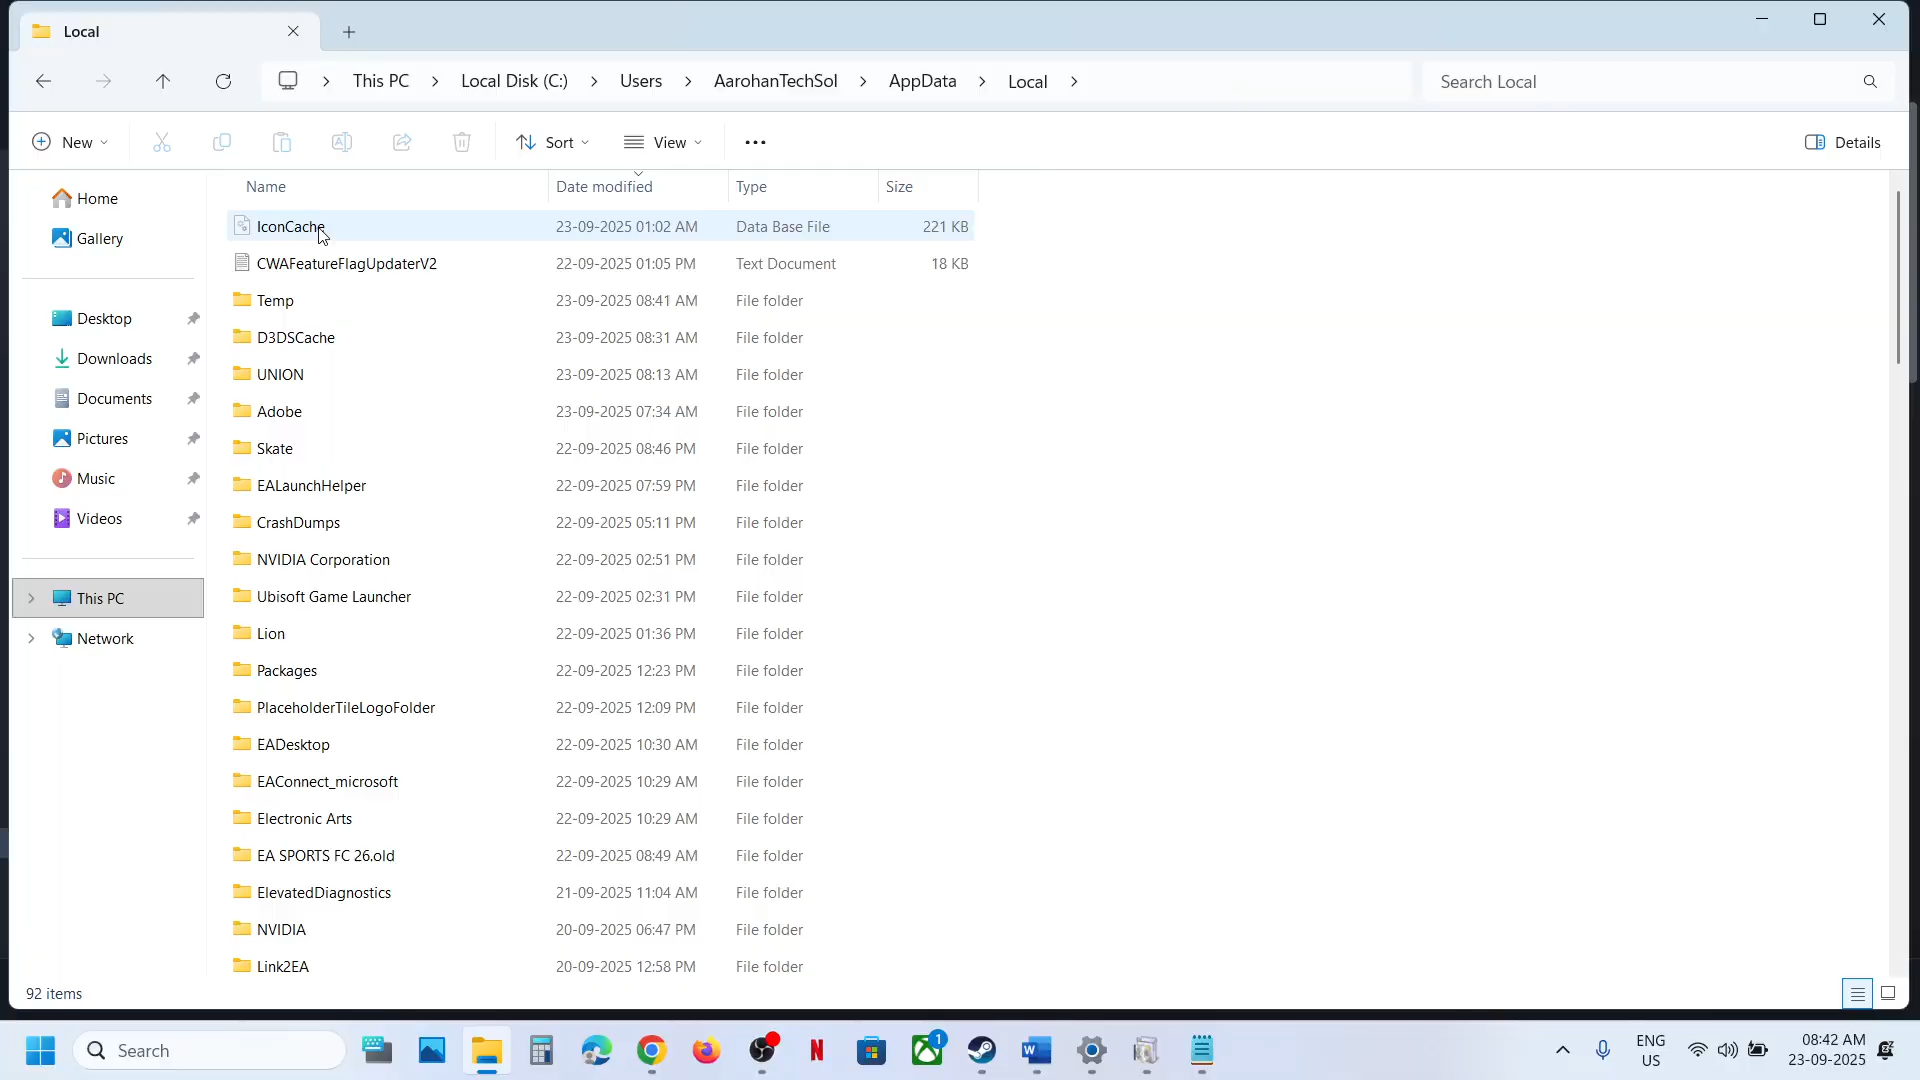 Local
This PC
Local Disk (C:)
Users
AarohanTechSol
AppData
Local
Search Local
New
Sort
View
Details
Name
Date modified
Type
Size
Home
Gallery
Desktop
Downloads
Documents
Pictures
Music
Videos
This PC
Network
IconCache 23-09-2025 01:02 AM Data Base File 221 KB
CWAFeatureFlagUpdaterV2 22-09-2025 01:05 PM Text Document 18 KB
Temp 23-09-2025 08:41 AM File folder
D3DSCache 23-09-2025 08:31 AM File folder
UNION 23-09-2025 08:13 AM File folder
Adobe 23-09-2025 07:34 AM File folder
Skate 22-09-2025 08:46 PM File folder
EALaunchHelper 22-09-2025 07:59 PM File folder
CrashDumps 22-09-2025 05:11 PM File folder
NVIDIA Corporation 22-09-2025 02:51 PM File folder
Ubisoft Game Launcher 22-09-2025 02:31 PM File folder
Lion 22-09-2025 01:36 PM File folder
Packages 22-09-2025 12:23 PM File folder
PlaceholderTileLogoFolder 22-09-2025 12:09 PM File folder
EADesktop 22-09-2025 10:30 AM File folder
EAConnect_microsoft 22-09-2025 10:29 AM File folder
Electronic Arts 22-09-2025 10:29 AM File folder
EA SPORTS FC 26.old 22-09-2025 08:49 AM File folder
ElevatedDiagnostics 21-09-2025 11:04 AM File folder
NVIDIA 20-09-2025 06:47 PM File folder
Link2EA 20-09-2025 12:58 PM File folder
92 items
Search
1
ENG
US
08:42 AM
23-09-2025